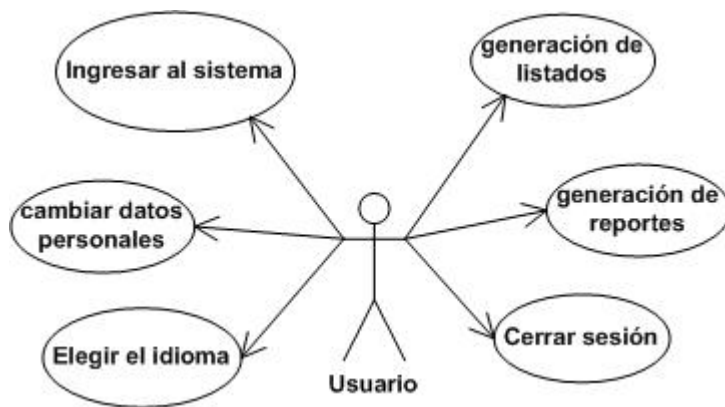 Ingresar al sistema
generación de
listados
cambiar datos
personales
generación de
reportes
Elegir el idioma
Cerrar sesión
Usuario